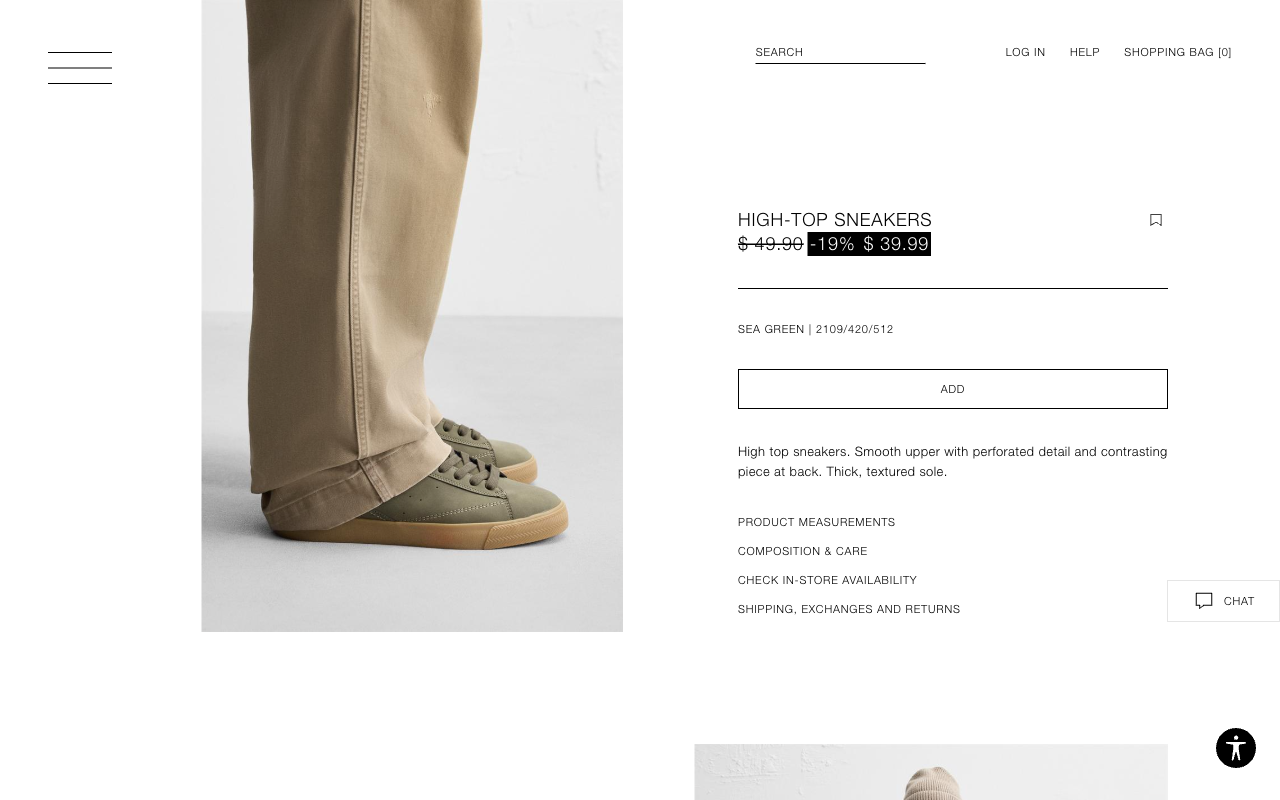 SEARCH
LOG IN
HELP
SHOPPING BAG [0]
HIGH-TOP SNEAKERS
$ 49.90 -19% $ 39.99
SEA GREEN | 2109/420/512
ADD
High top sneakers. Smooth upper with perforated detail and contrasting
piece at back. Thick, textured sole.
PRODUCT MEASUREMENTS
COMPOSITION & CARE
CHECK IN-STORE AVAILABILITY
SHIPPING, EXCHANGES AND RETURNS
CHAT